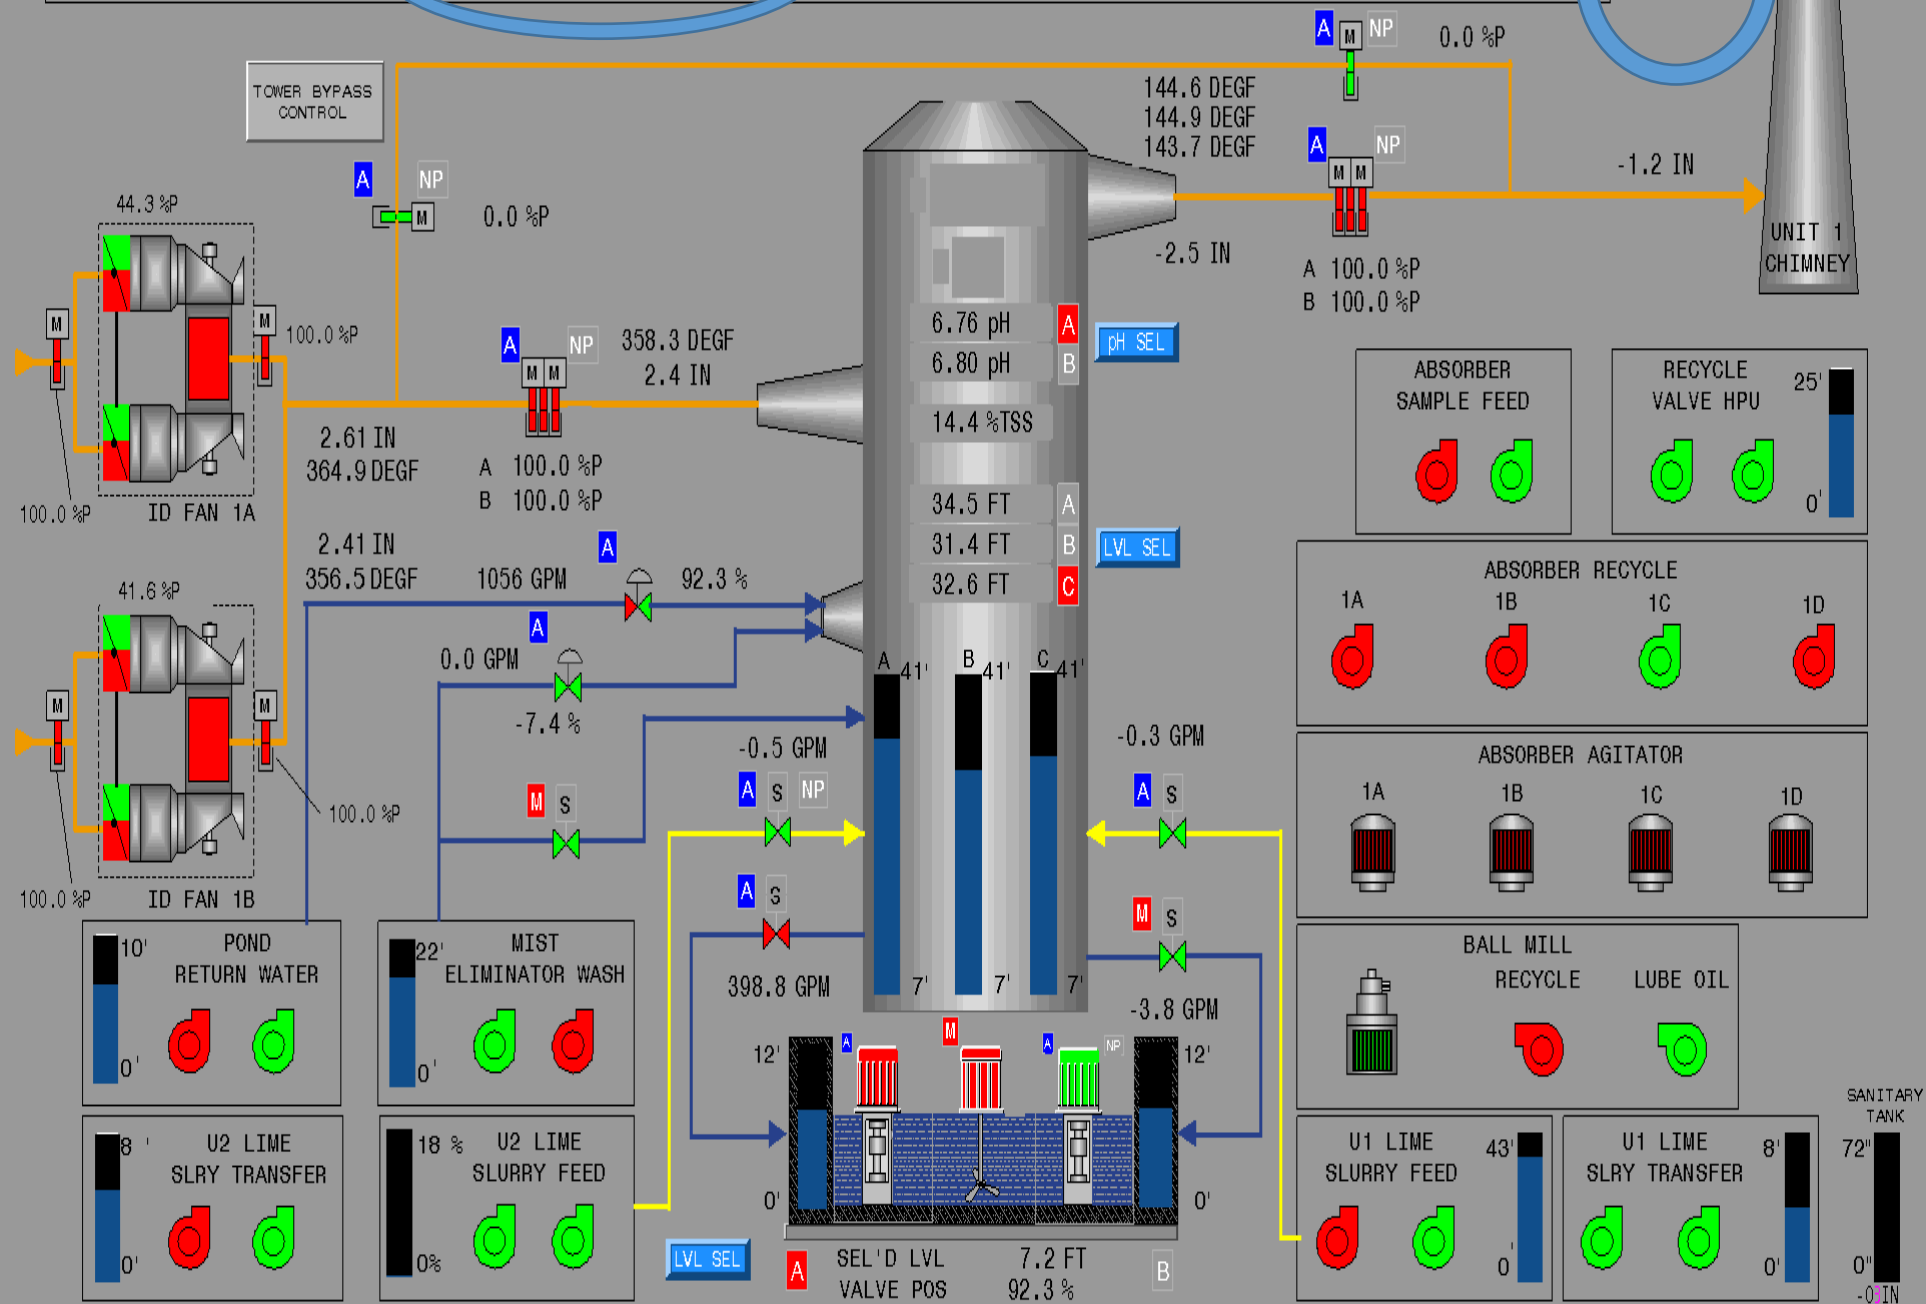 A M NP 0.0 %P
TOWER BYPASS
CONTROL
144.6 DEGF
144.9 DEGF
143.7 DEGF
A NP
M M
-1.2 IN
A NP
M 0.0 %P
44.3 %P
-2.5 IN
UNIT 1
CHIMNEY
A 100.0 %P
B 100.0 %P
M M 100.0 %P
A NP
M M
358.3 DEGF
2.4 IN
6.76 pH A
6.80 pH B
pH SEL
14.4 %TSS
2.61 IN
364.9 DEGF
A 100.0 %P
B 100.0 %P
100.0 %P
ID FAN 1A
34.5 FT A
31.4 FT B
32.6 FT C
LVL SEL
ABSORBER
SAMPLE FEED
RECYCLE
VALVE HPU
25'
0'
2.41 IN
356.5 DEGF
1056 GPM
A
92.3 %
41.6 %P
A
0.0 GPM
-7.4 %
ABSORBER RECYCLE
1A 1B 1C 1D
A 41' B 41' C 41'
7' 7' 7'
M M
100.0 %P
100.0 %P
ID FAN 1B
M S
-0.5 GPM
A S NP
-0.3 GPM
A S
A S
398.8 GPM
M S
-3.8 GPM
ABSORBER AGITATOR
1A 1B 1C 1D
POND
RETURN WATER
10'
0'
MIST
ELIMINATOR WASH
22'
0'
BALL MILL
RECYCLE LUBE OIL
A M A NP
12' 12'
0' 0'
U2 LIME
SLRY TRANSFER
8 '
0'
U2 LIME
SLURRY FEED
18 %
0%
LVL SEL
A SEL'D LVL 7.2 FT B
VALVE POS 92.3 %
U1 LIME
SLURRY FEED
43'
0'
U1 LIME
SLRY TRANSFER
8'
0'
SANITARY
TANK
72"
0"